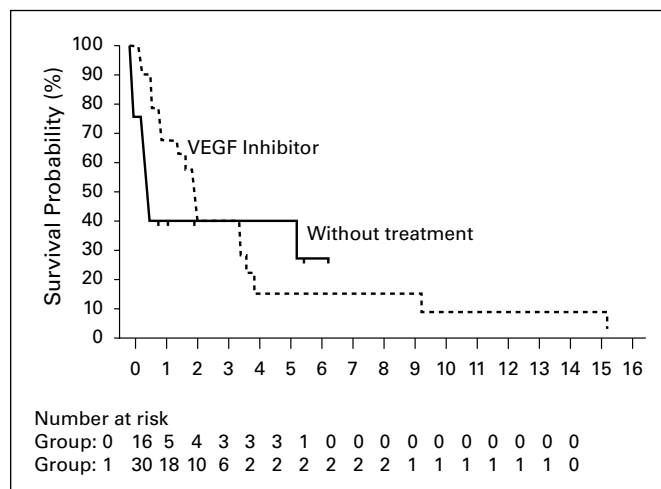 Survival Probability (%)
100
90
80
70
60
50
40
30
20
10
0
VEGF Inhibitor
Without treatment
0 1 2 3 4 5 6 7 8 9 10 11 12 13 14 15 16
Number at risk
Group: 0 16 5 4 3 3 3 1 0 0 0 0 0 0 0 0
Group: 1 30 18 10 6 2 2 2 2 2 1 1 1 1 1 0